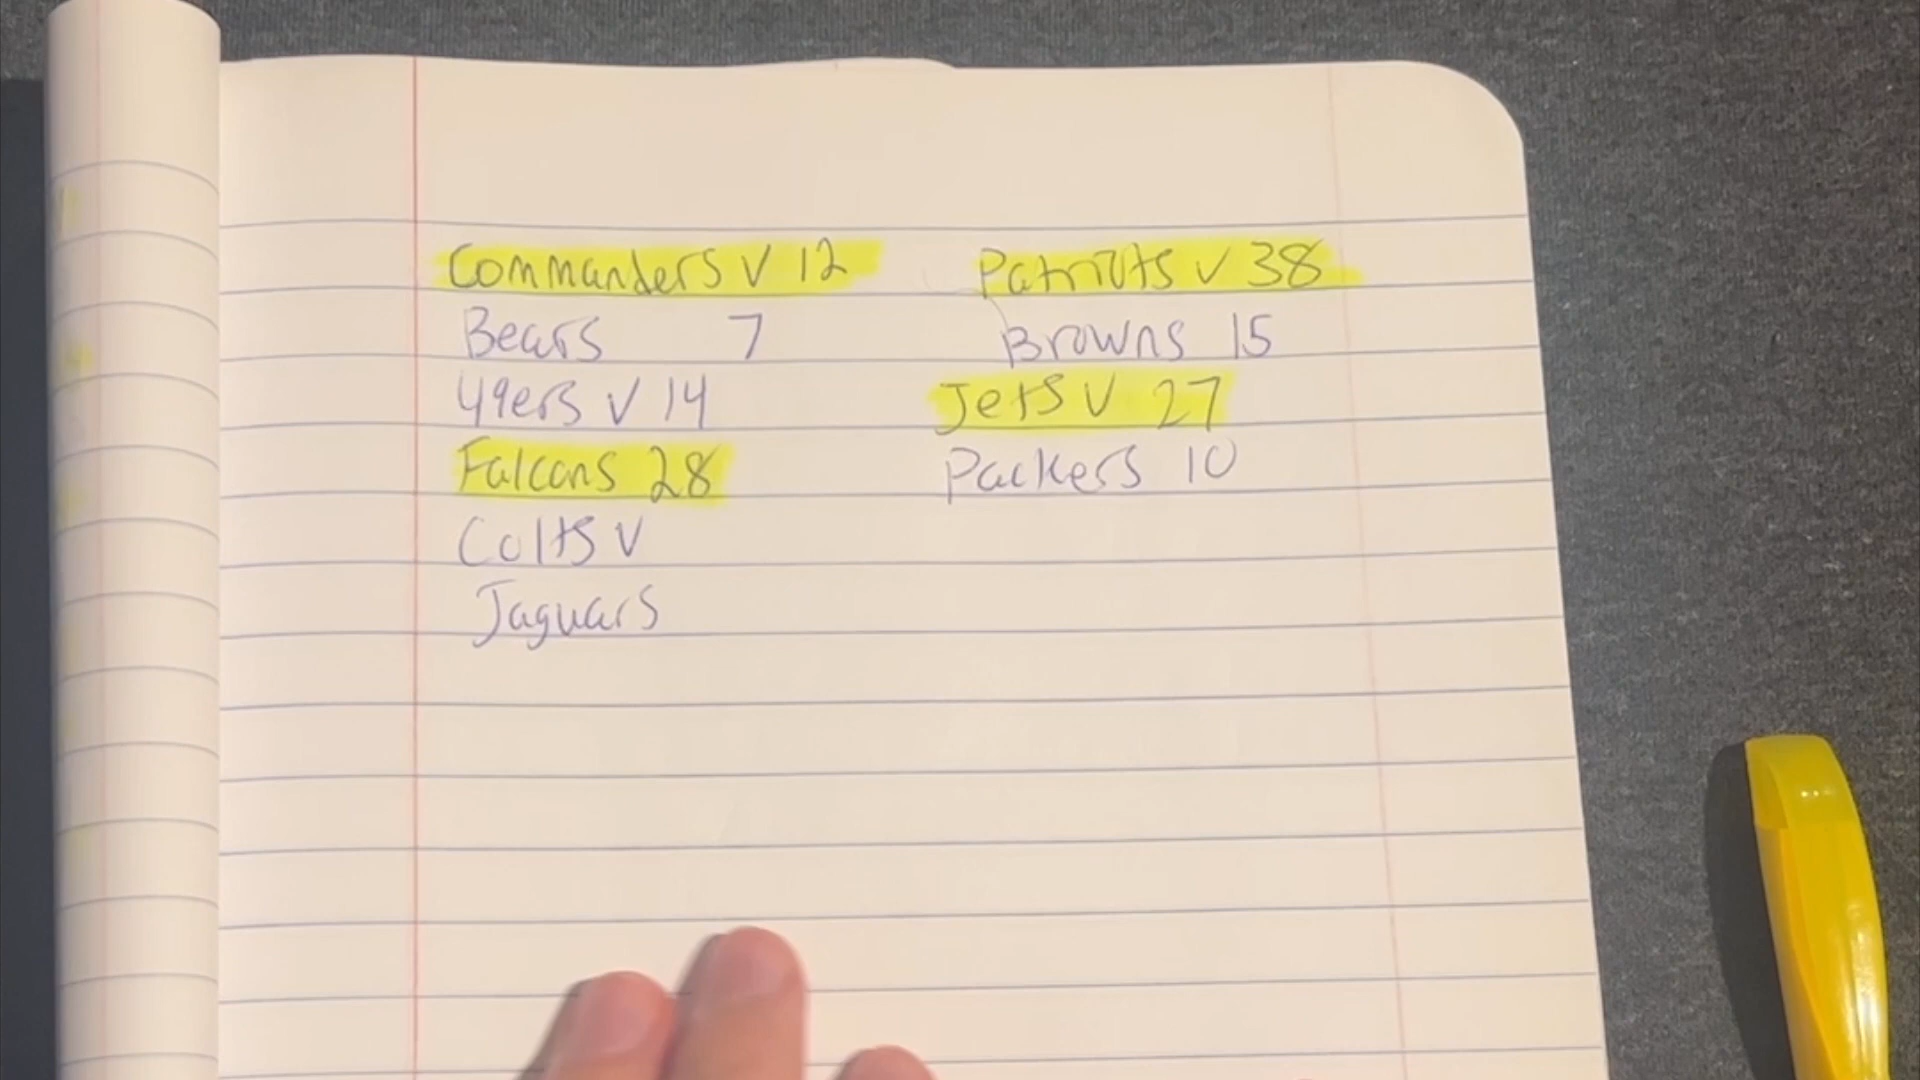 Commanders v 12
Bears 7
49ers v 14
Falcons 28
Colts v
Jaguars
Patriots v 38
Browns 15
Jets v 27
Packers 10